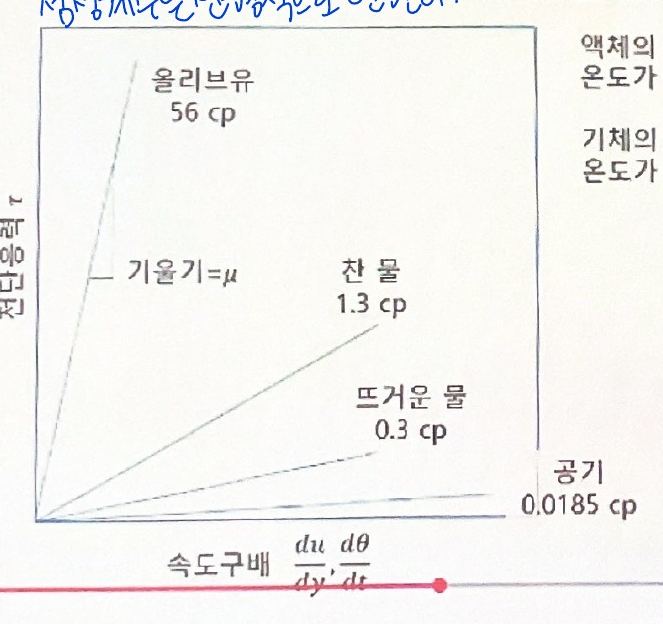 액체의
온도가
올리브유
56 cp
기체의
온도가
전단응력 τ
기울기=μ
찬 물
1.3 cp
뜨거운 물
0.3 cp
공기
0.0185 cp
속도구배 du/dy, dθ/dt